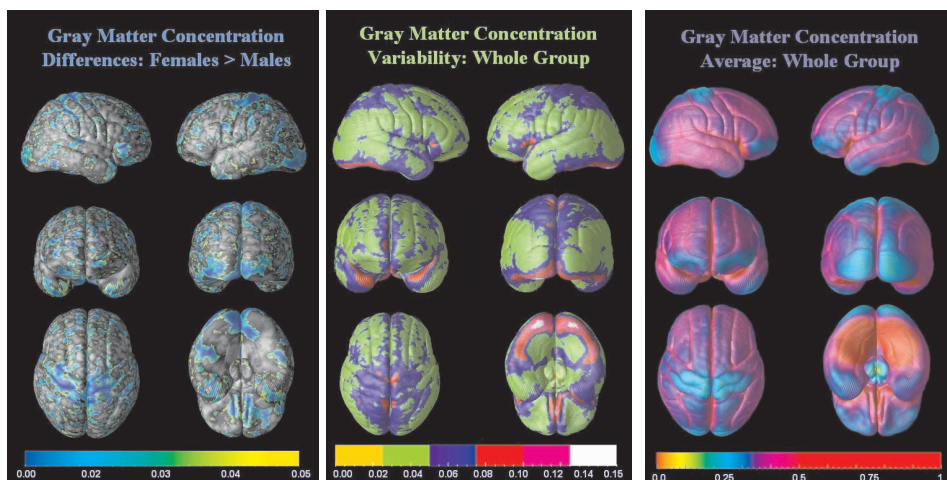 Gray Matter Concentration
Differences: Females > Males
0.00 0.02 0.04 0.05
Gray Matter Concentration
Variability: Whole Group
0.00 0.02 0.04 0.06 0.08 0.10 0.12 0.14 0.15
Gray Matter Concentration
Average: Whole Group
0.0 0.25 0.5 0.75 1